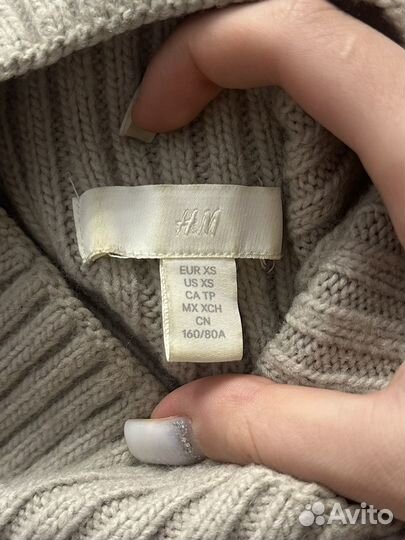 H&M
EUR XS
US XS
CA TP
MX XCH
CN
160/80A
Avito